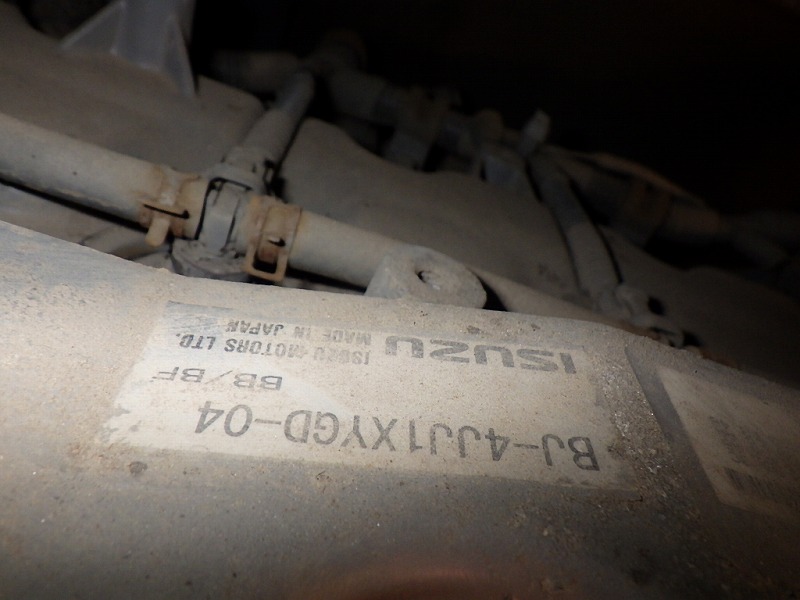 ISUZU
ISUZU MOTORS LTD.
MADE IN JAPAN
BJ-4JJ1XYGD-04
BB/BF